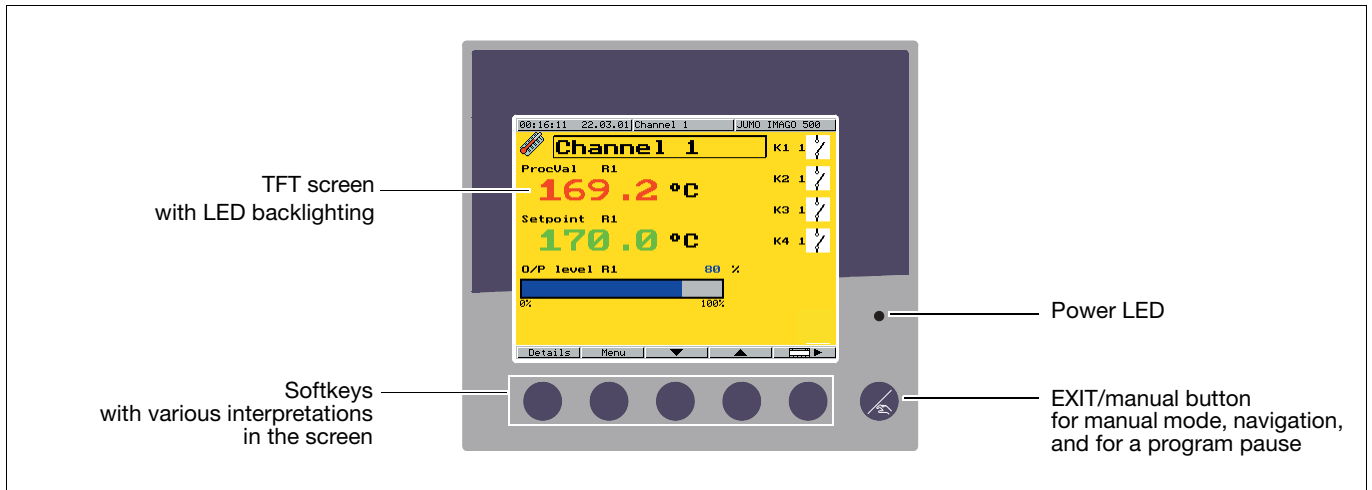 00:16:11 22.03.01 Channel 1 JUMO IMAGO 500
Channel 1
K1 1
ProcVal R1
169.2 °C
K2 1
K3 1
Setpoint R1
170.0 °C
K4 1
O/P level R1 80 %
0% 100%
Details Menu
TFT screen
with LED backlighting
Power LED
Softkeys
with various interpretations
in the screen
EXIT/manual button
for manual mode, navigation,
and for a program pause